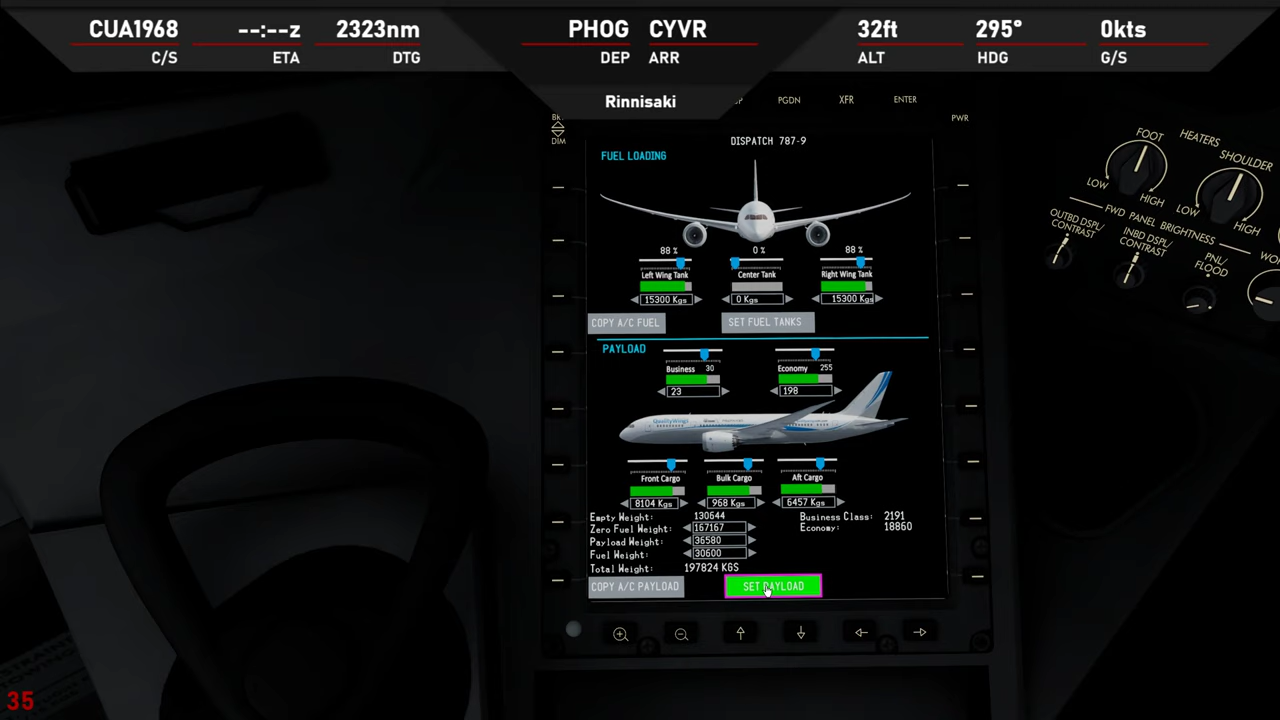 CUA1968 --:--z 2323nm PHOG CYVR 32ft 295° 0kts
C/S ETA DTG DEP ARR ALT HDG G/S
Rinnisaki
PGDN XFR ENTER
PWR
DIM
DISPATCH 787-9
FUEL LOADING
88 % 0 % 88 %
Left Wing Tank Center Tank Right Wing Tank
15300 Kgs 0 Kgs 15300 Kgs
COPY A/C FUEL SET FUEL TANKS
PAYLOAD
Business 30 Economy 255
23 198
QualityWings
Front Cargo Bulk Cargo Aft Cargo
8104 Kgs 968 Kgs 6457 Kgs
Empty Weight: 130644 Business Class: 2191
Zero Fuel Weight: 167167 Economy: 18860
Payload Weight: 36580
Fuel Weight: 30600
Total Weight: 197824 KGS
COPY A/C PAYLOAD SET PAYLOAD
FOOT HEATERS SHOULDER
LOW HIGH LOW HIGH
FWD PANEL BRIGHTNESS
OUTBD DSPL/
CONTRAST
INBD DSPL/
CONTRAST
PNL/
FLOOD
35